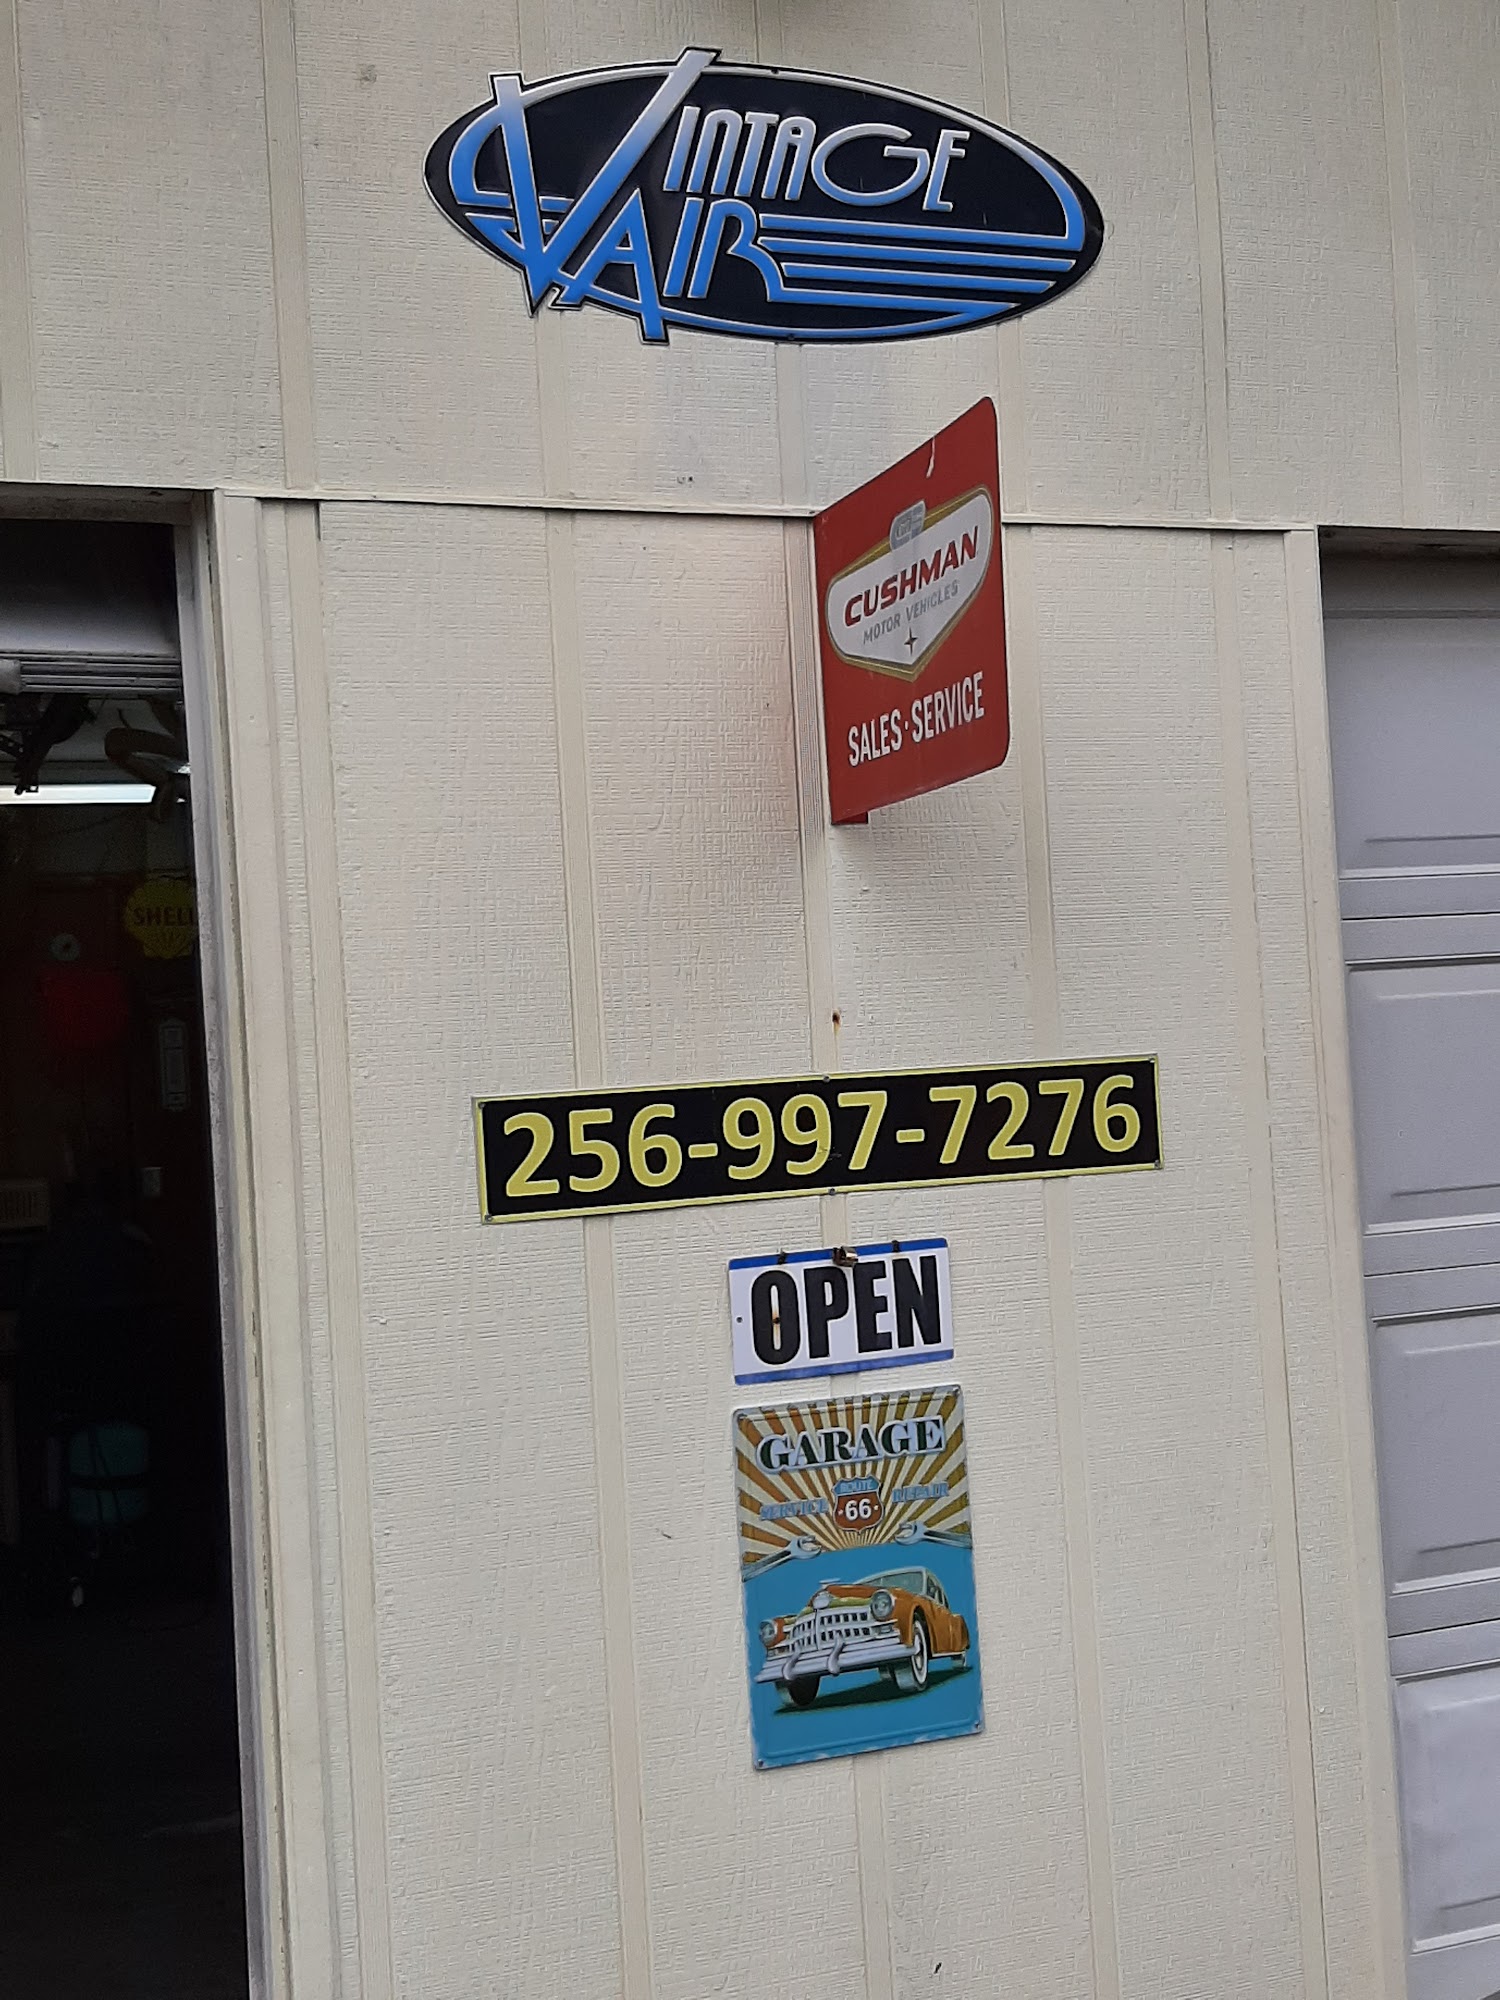 VINTAGE
AIR
CUSHMAN
MOTOR VEHICLES
SALES·SERVICE
SHELL
256-997-7276
OPEN
GARAGE
ROUTE
SERVICE 66 REPAIR